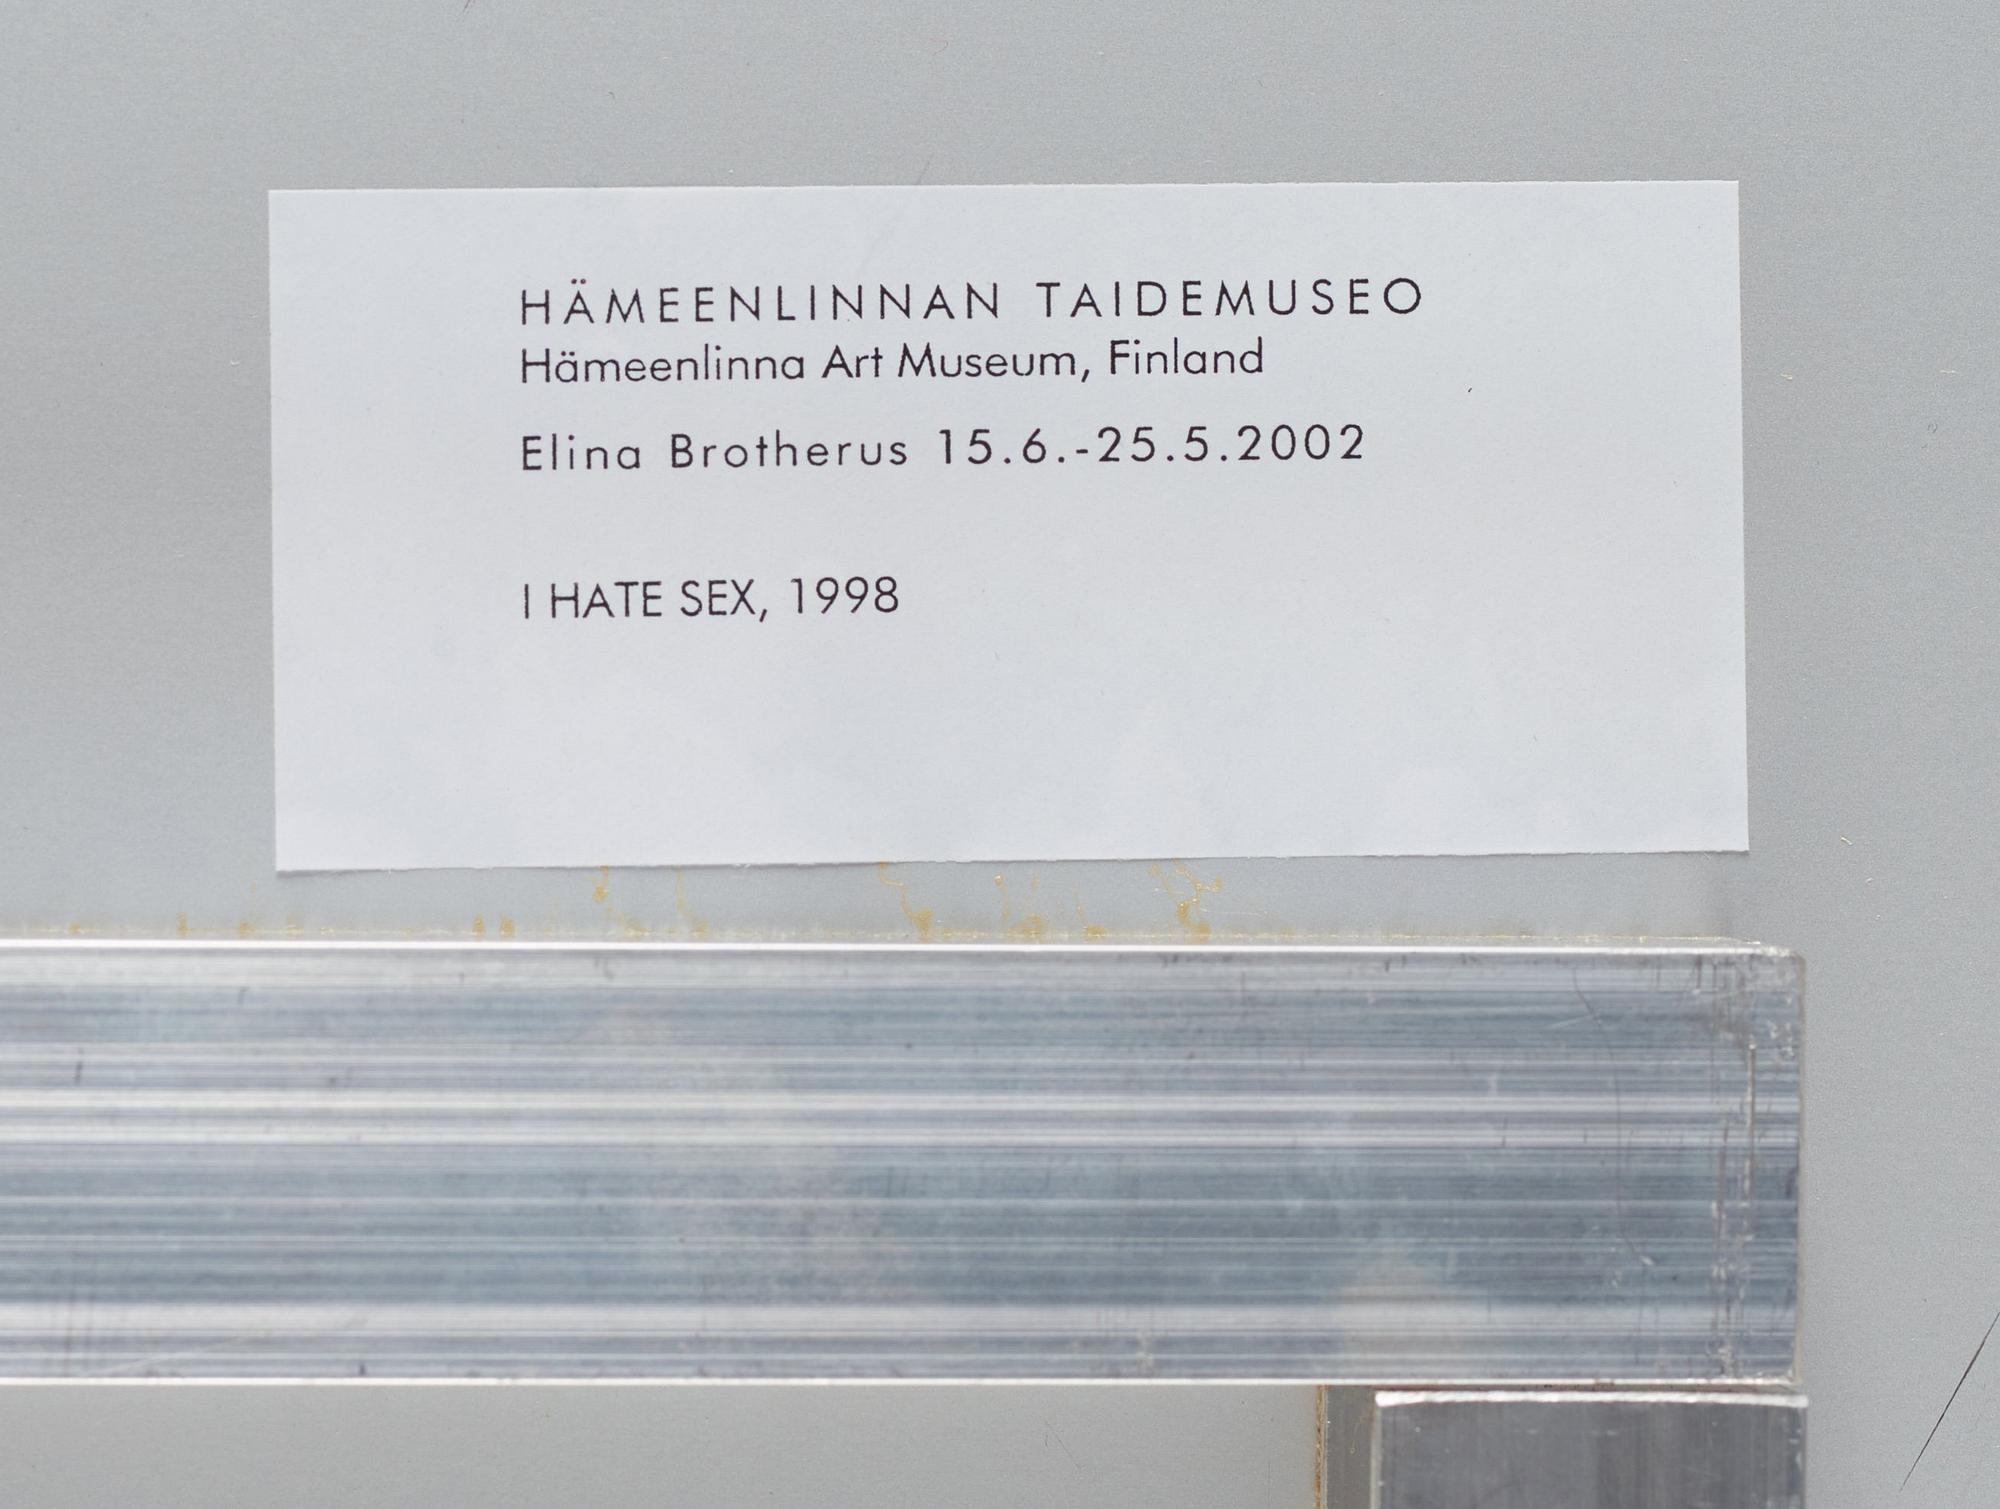 HÄMEENLINNAN TAIDEMUSEO
Hämeenlinna Art Museum, Finland
Elina Brotherus 15.6.-25.5.2002
I HATE SEX, 1998